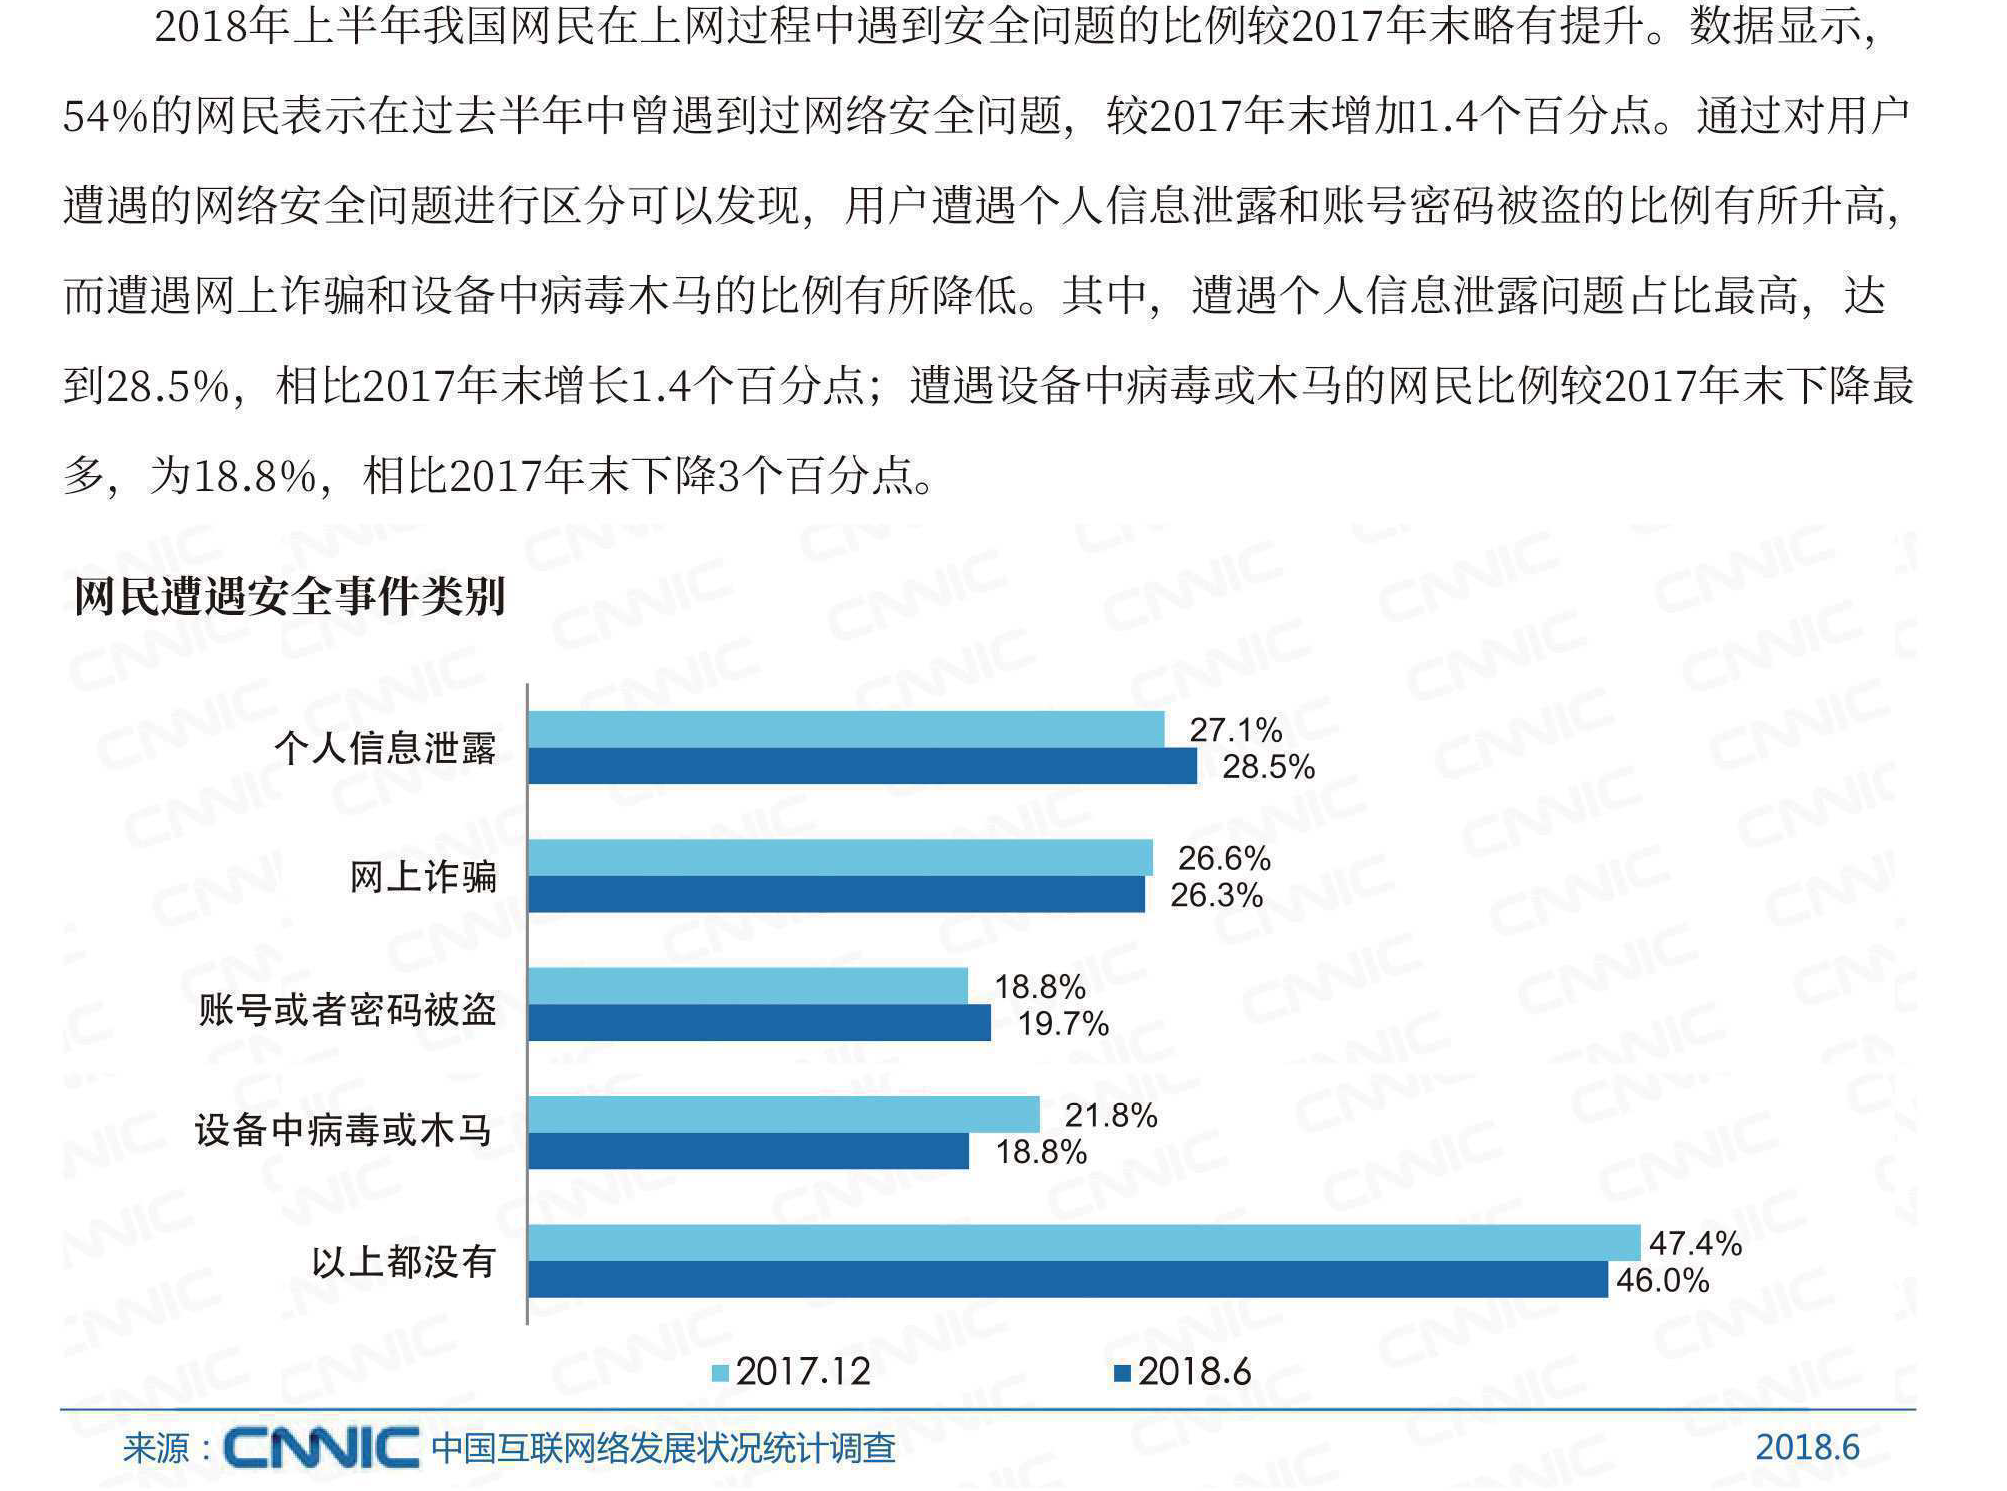 2018年上半年我国网民在上网过程中遇到安全问题的比例较2017年末略有提升。数据显示，
54%的网民表示在过去半年中曾遇到过网络安全问题，较2017年末增加1.4个百分点。通过对用户
遭遇的网络安全问题进行区分可以发现，用户遭遇个人信息泄露和账号密码被盗的比例有所升高，
而遭遇网上诈骗和设备中病毒木马的比例有所降低。其中，遭遇个人信息泄露问题占比最高，达
到28.5%，相比2017年末增长1.4个百分点；遭遇设备中病毒或木马的网民比例较2017年末下降最
多，为18.8%，相比2017年末下降3个百分点。
网民遭遇安全事件类别
个人信息泄露
27.1%
28.5%
网上诈骗
26.6%
26.3%
账号或者密码被盗
18.8%
19.7%
设备中病毒或木马
21.8%
18.8%
以上都没有
47.4%
46.0%
2017.12 2018.6
来源：CNNIC 中国互联网络发展状况统计调查 2018.6